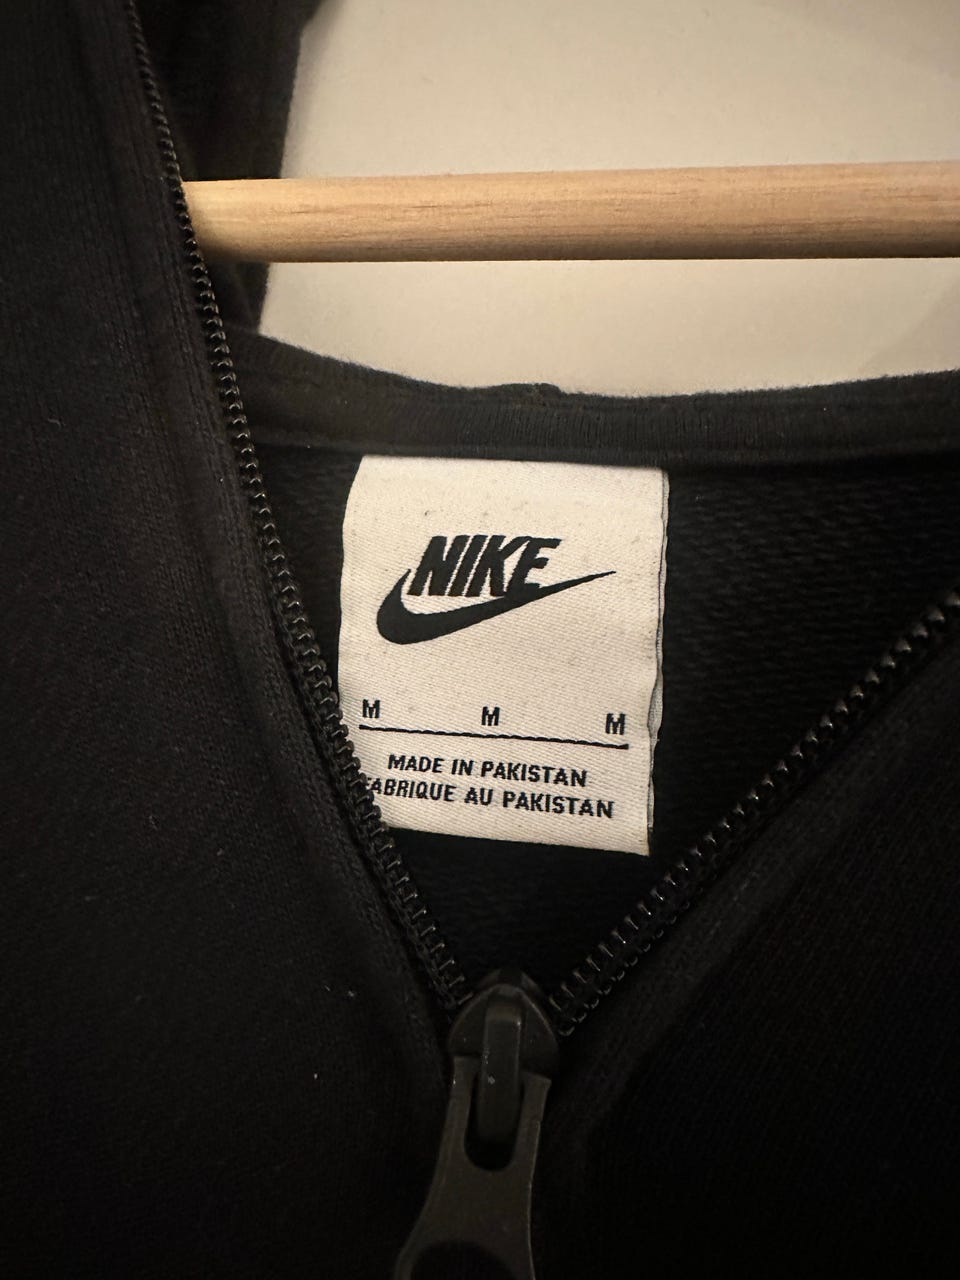 NIKE
M M M
MADE IN PAKISTAN
FABRIQUE AU PAKISTAN